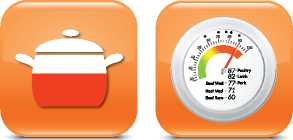 87 Poultry
82 Lamb
Beef Well - 77 Pork
Beef Med - 71
Beef Rare - 60